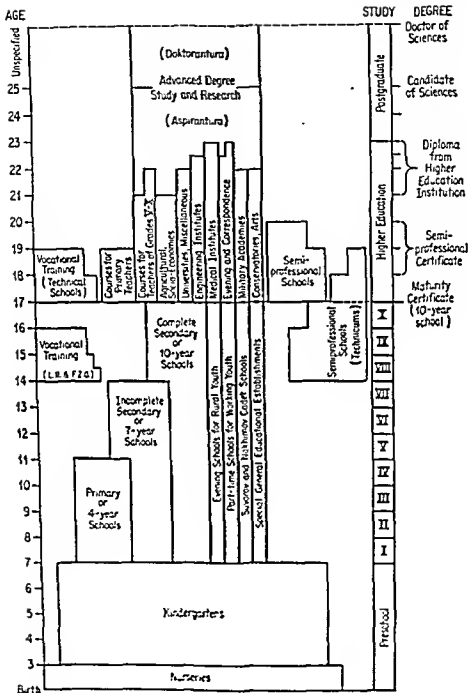 AGE
STUDY
DEGREE
Unspecified
25
24
23
22
21
20
19
18
17
16
15
14
13
12
11
10
9
8
7
6
5
4
3
2
1
Birth
(Doktorantura)
Advanced Degree
Study and Research
(Aspirantura)
Vocational
Training
(Technical
Schools)
Courses for
Primary
Teachers
Courses for
Teachers of Grades V-X
Agricultural,
Socio-Economics
Universities, Miscellaneous
Engineering Institutes
Medical Institutes
Evening and Correspondence
Military Academies
Conservatories, Arts
Semi-
professional
Schools
Vocational
Training
Complete
Secondary
or
10-year
Schools
Semiprofessional
Schools
(Technicums)
Incomplete
Secondary
or
7-year
Schools
Primary
or
4-year
Schools
Evening Schools for Rural Youth
Part-time Schools for Working Youth
Suvorov and Nakhimov Cadet Schools
Special General Educational Establishments
Kindergartens
Nurseries
Postgraduate
Higher Education
X
IX
VIII
VII
VI
V
IV
III
II
I
Preschool
Doctor of
Sciences
Candidate
of Sciences
Diploma
from
Higher
Education
Institution
Semi-
professional
Certificate
Maturity
Certificate
(10-year
school)